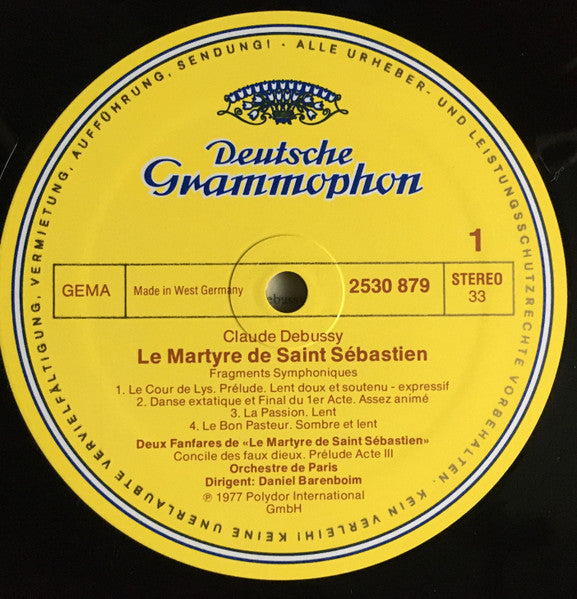 ALLE URHEBER- UND LEISTUNGSSCHUTZRECHTE VORBEHALTEN. KEIN VERLEIH! KEINE UNERLAUBTE VERVIELFÄLTIGUNG, VERMIETUNG, AUFFÜHRUNG, SENDUNG! ·
Deutsche
Grammophon
1
GEMA
Made in West Germany
2530 879
STEREO
33
Claude Debussy
Le Martyre de Saint Sébastien
Fragments Symphoniques
1. Le Cour de Lys. Prélude. Lent doux et soutenu - expressif
2. Danse extatique et Final du 1er Acte. Assez animé
3. La Passion. Lent
4. Le Bon Pasteur. Sombre et lent
Deux Fanfares de «Le Martyre de Saint Sébastien»
Concile des faux dieux. Prélude Acte III
Orchestre de Paris
Dirigent: Daniel Barenboim
℗ 1977 Polydor International
GmbH